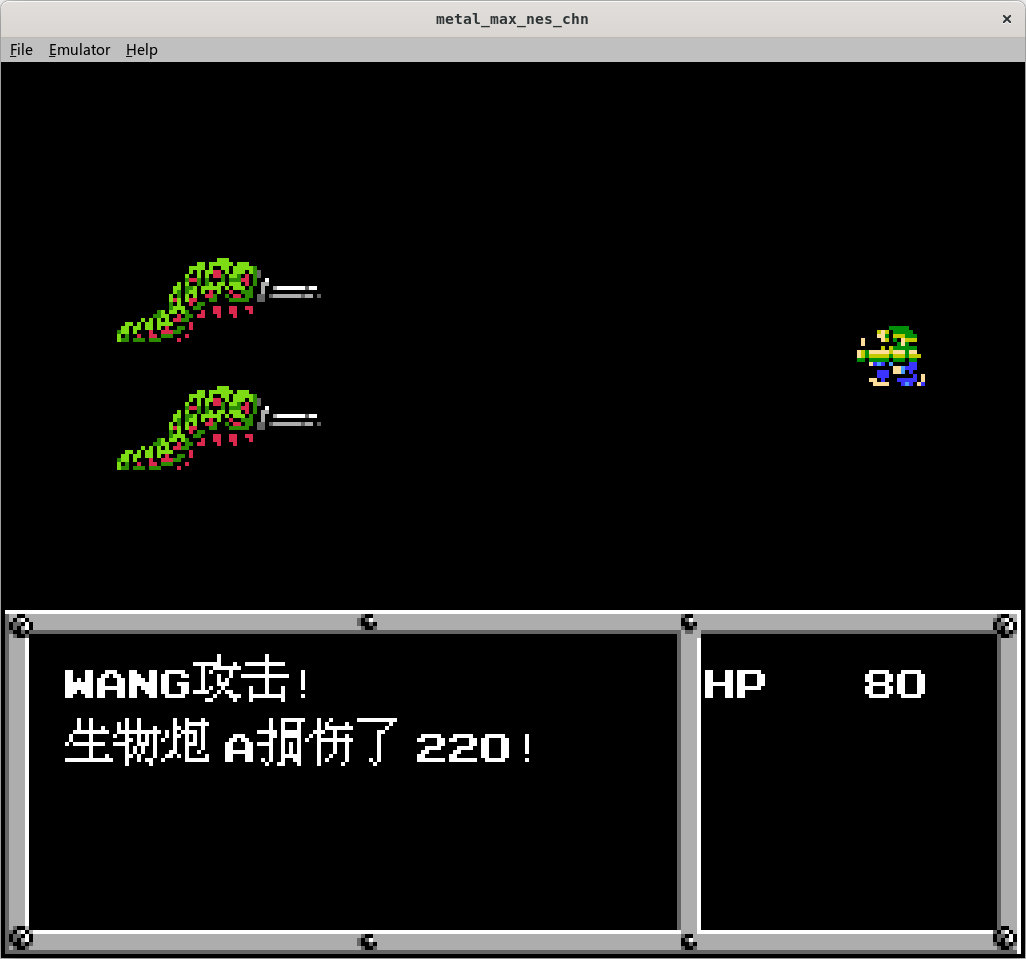 metal_max_nes_chn
File Emulator Help
WANG攻击!
HP 80
生物炮 A损伤了 220!